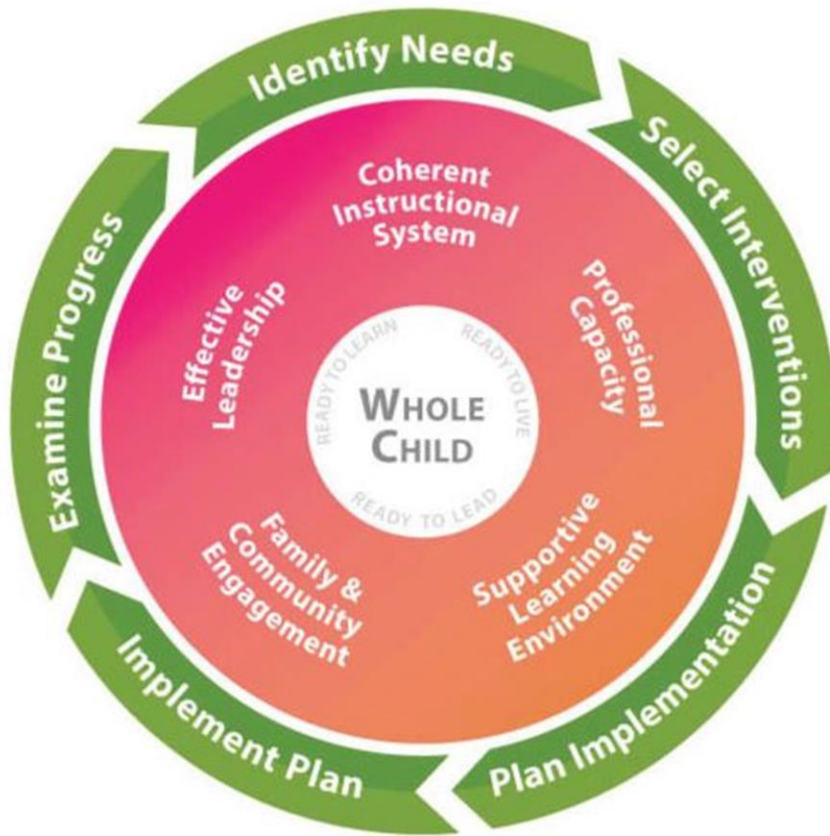 Identify Needs
Select Interventions
Plan Implementation
Implement Plan
Examine Progress
Coherent
Instructional
System
Professional
Capacity
Supportive
Learning
Environment
Family &
Community
Engagement
Effective
Leadership
READY TO LEARN
READY TO LIVE
READY TO LEAD
WHOLE
CHILD